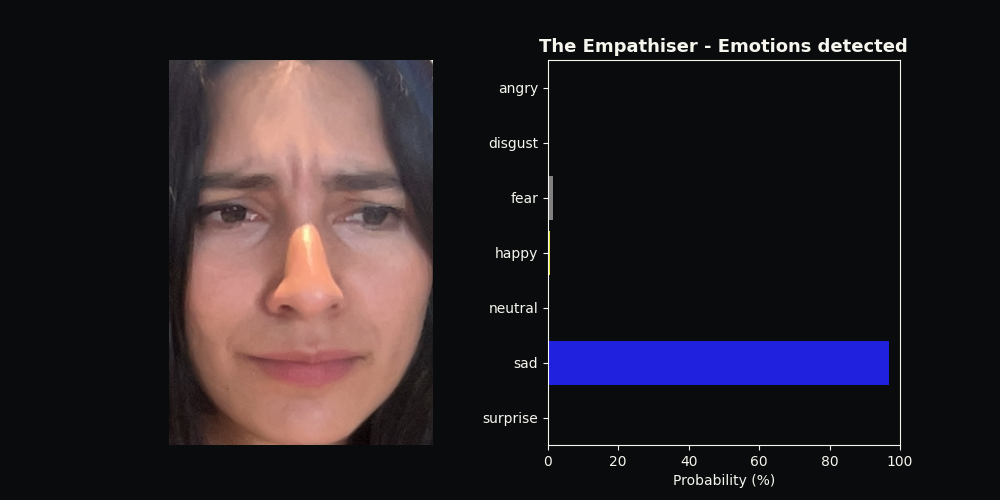 The Empathiser - Emotions detected
angry
disgust
fear
happy
neutral
sad
surprise
0 20 40 60 80 100
Probability (%)